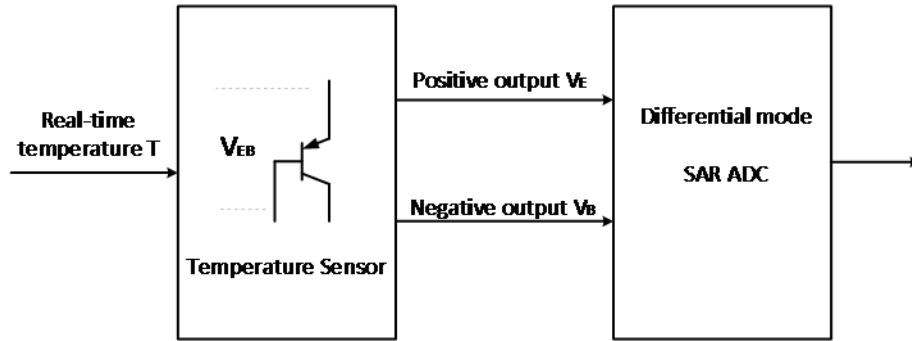 Real-time
temperature T
VEB
Temperature Sensor
Positive output VE
Negative output VB
Differential mode
SAR ADC